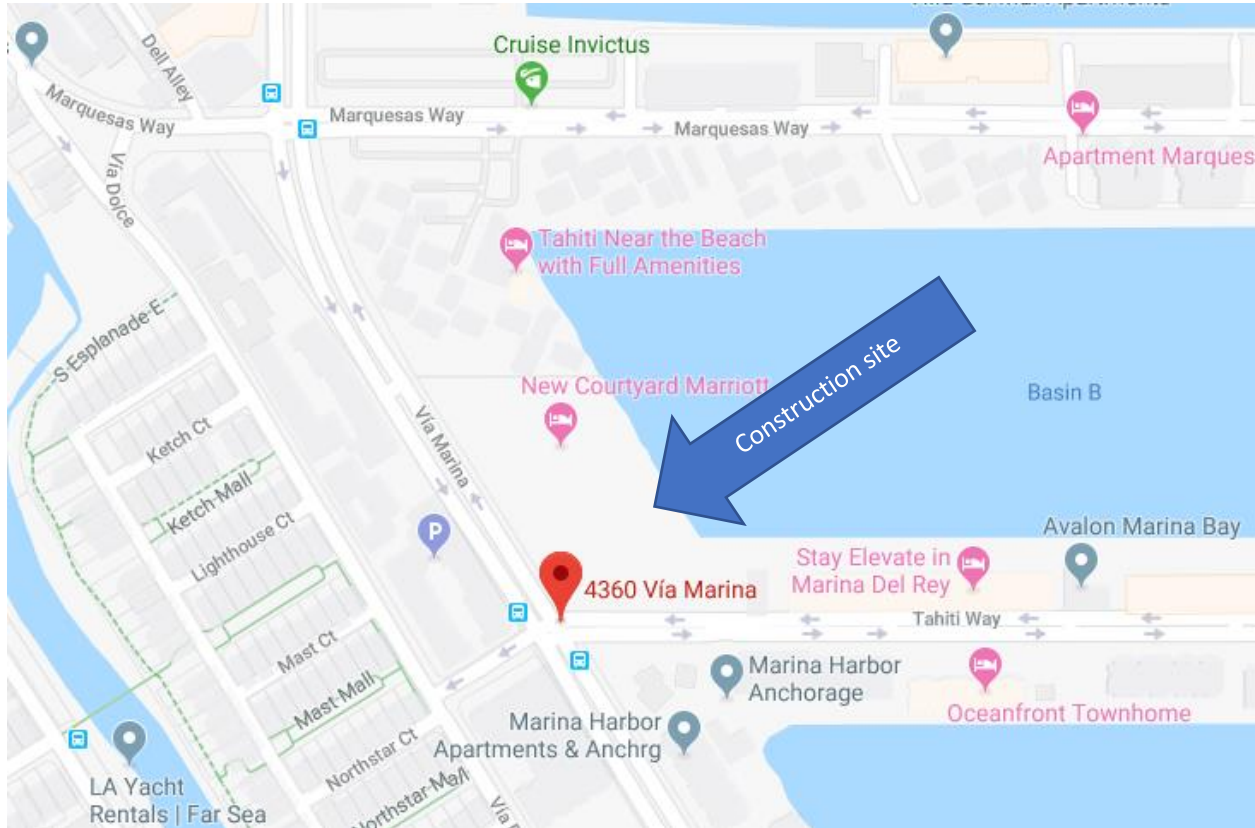 Cruise Invictus
Dell Alley
Marquesas Way
Marquesas Way
Marquesas Way
Apartment Marques
Vía Dolce
Tahiti Near the Beach
with Full Amenities
S Esplanade E
New Courtyard Marriott
Construction site
Basin B
Vía Marina
Ketch Ct
Ketch Mall
Lighthouse Ct
P
Avalon Marina Bay
Stay Elevate in
Marina Del Rey
4360 Vía Marina
Tahiti Way
Mast Ct
Mast Mall
Marina Harbor
Anchorage
Oceanfront Townhome
Marina Harbor
Apartments & Anchrg
Northstar Ct
Northstar Mall
LA Yacht
Rentals | Far Sea